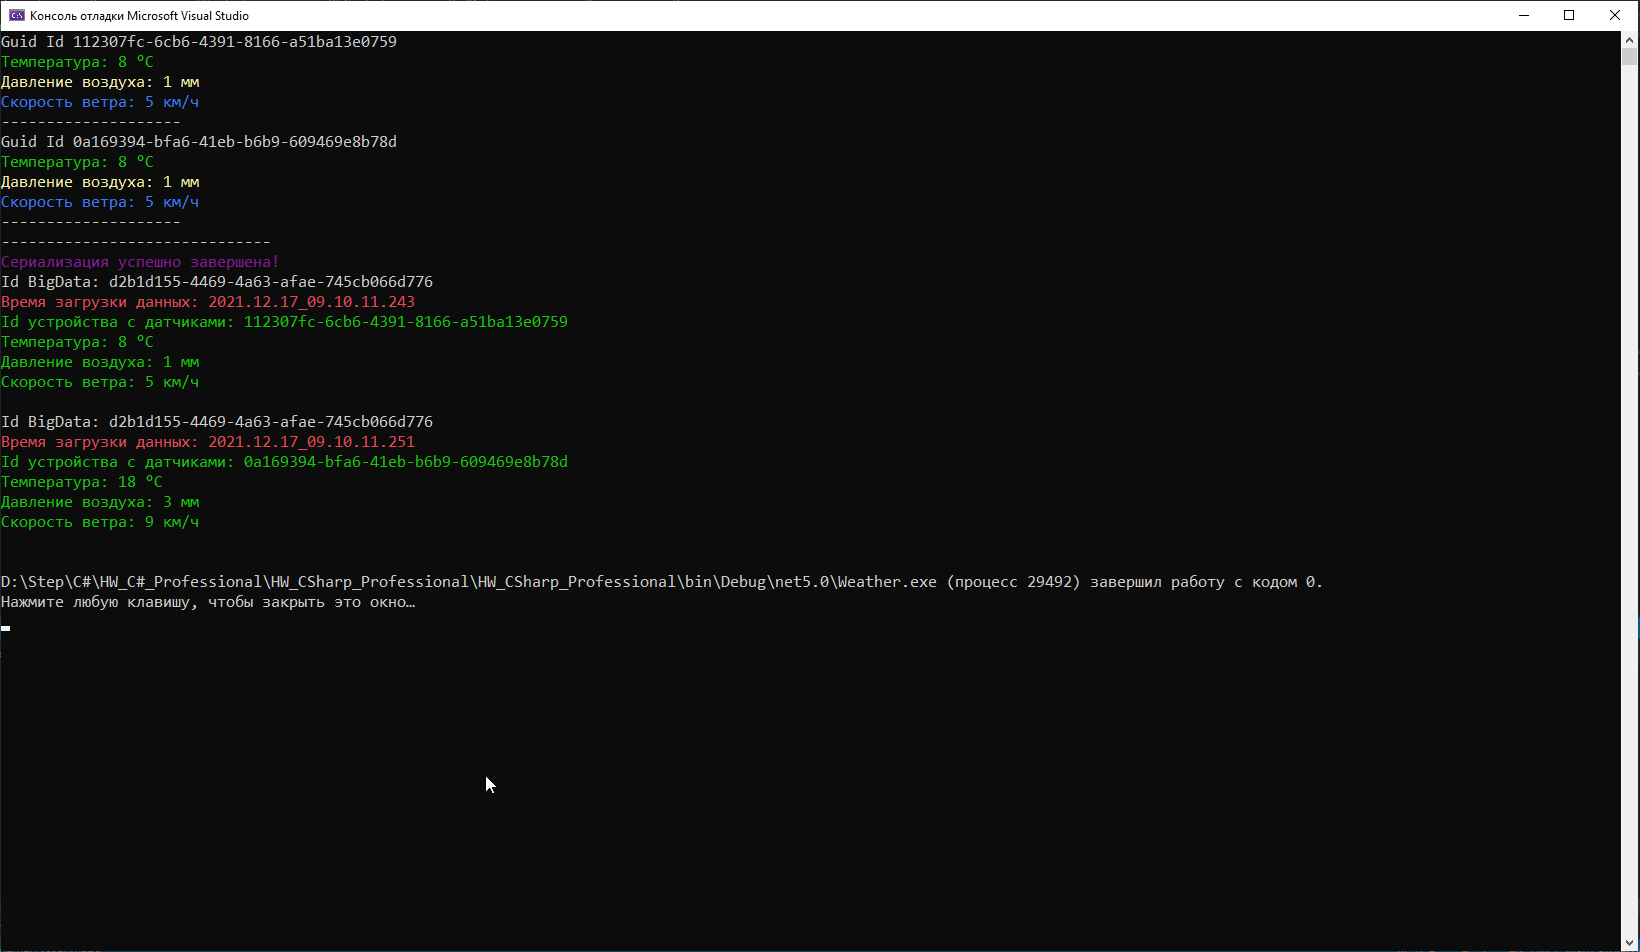 Консоль отладки Microsoft Visual Studio
Guid Id 112307fc-6cb6-4391-8166-a51ba13e0759
Температура: 8 °C
Давление воздуха: 1 мм
Скорость ветра: 5 км/ч
--------------------
Guid Id 0a169394-bfa6-41eb-b6b9-609469e8b78d
Температура: 8 °C
Давление воздуха: 1 мм
Скорость ветра: 5 км/ч
--------------------
------------------------------
Сериализация успешно завершена!
Id BigData: d2b1d155-4469-4a63-afae-745cb066d776
Время загрузки данных: 2021.12.17_09.10.11.243
Id устройства с датчиками: 112307fc-6cb6-4391-8166-a51ba13e0759
Температура: 8 °C
Давление воздуха: 1 мм
Скорость ветра: 5 км/ч
Id BigData: d2b1d155-4469-4a63-afae-745cb066d776
Время загрузки данных: 2021.12.17_09.10.11.251
Id устройства с датчиками: 0a169394-bfa6-41eb-b6b9-609469e8b78d
Температура: 18 °C
Давление воздуха: 3 мм
Скорость ветра: 9 км/ч
D:\Step\C#\HW_C#_Professional\HW_CSharp_Professional\HW_CSharp_Professional\bin\Debug\net5.0\Weather.exe (процесс 29492) завершил работу с кодом 0.
Нажмите любую клавишу, чтобы закрыть это окно…